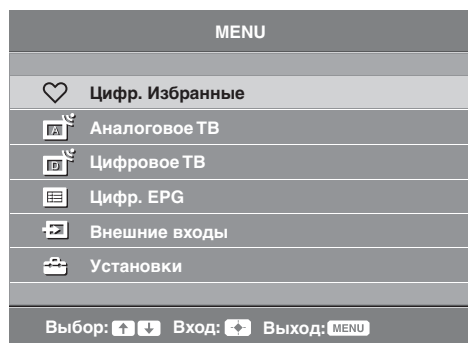 MENU
Цифр. Избранные
Аналоговое ТВ
Цифровое ТВ
Цифр. EPG
Внешние входы
Установки
Выбор: Вход: Выход: MENU